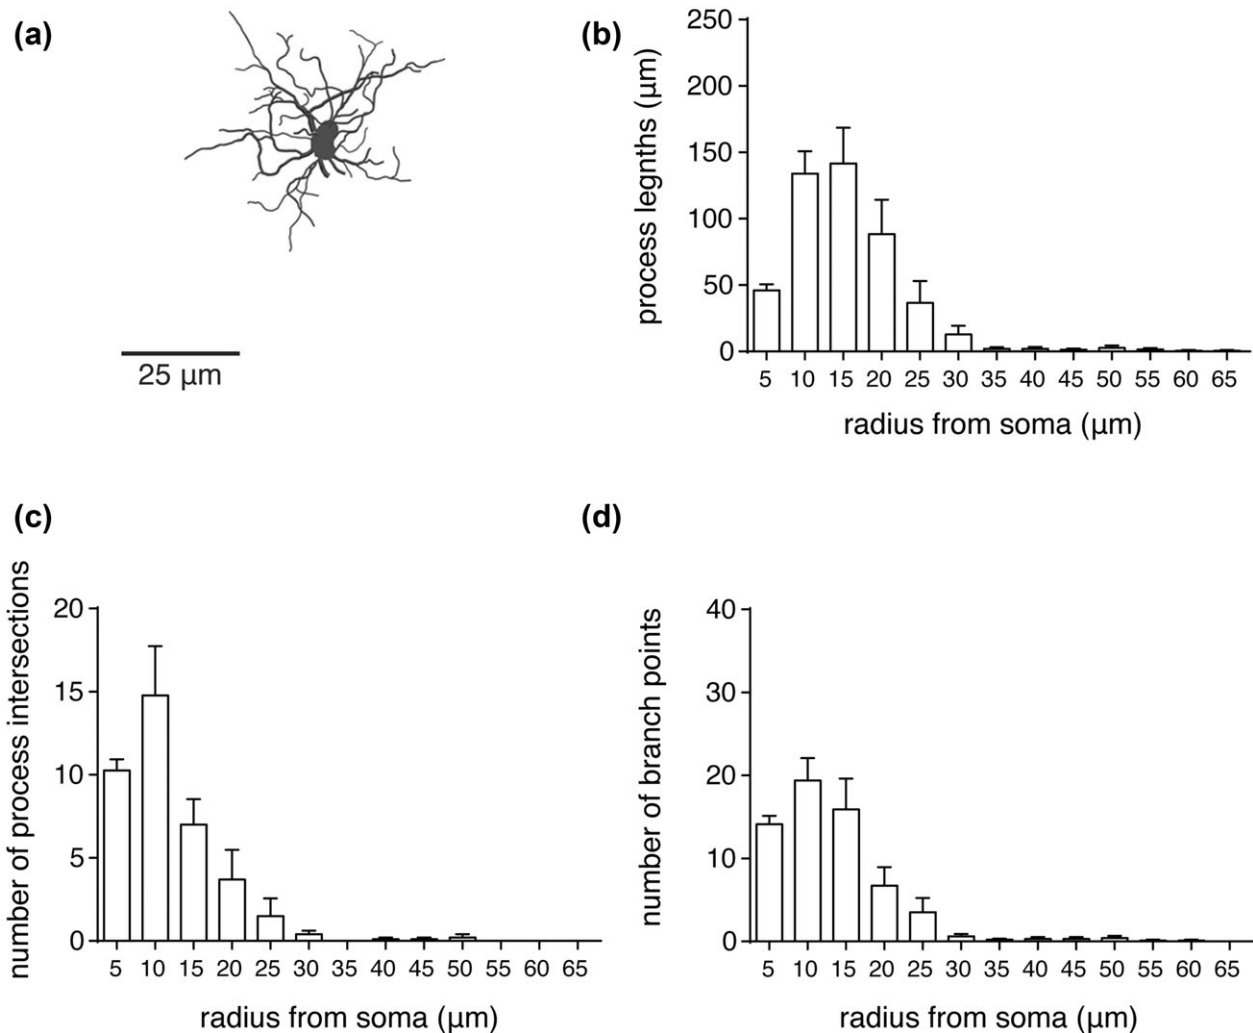 (a)
25 µm
(b)
process legnths (µm)
250
200
150
100
50
0
5 10 15 20 25 30 35 40 45 50 55 60 65
radius from soma (µm)
(c)
number of process intersections
20
15
10
5
0
5 10 15 20 25 30 35 40 45 50 55 60 65
radius from soma (µm)
(d)
number of branch points
40
30
20
10
0
5 10 15 20 25 30 35 40 45 50 55 60 65
radius from soma (µm)